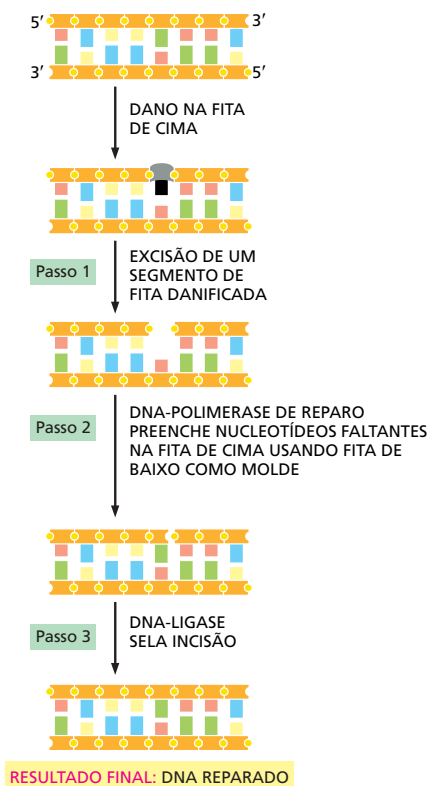 5′ 3′
3′ 5′
DANO NA FITA
DE CIMA
Passo 1
EXCISÃO DE UM
SEGMENTO DE
FITA DANIFICADA
Passo 2
DNA-POLIMERASE DE REPARO
PREENCHE NUCLEOTÍDEOS FALTANTES
NA FITA DE CIMA USANDO FITA DE
BAIXO COMO MOLDE
Passo 3
DNA-LIGASE
SELA INCISÃO
RESULTADO FINAL: DNA REPARADO